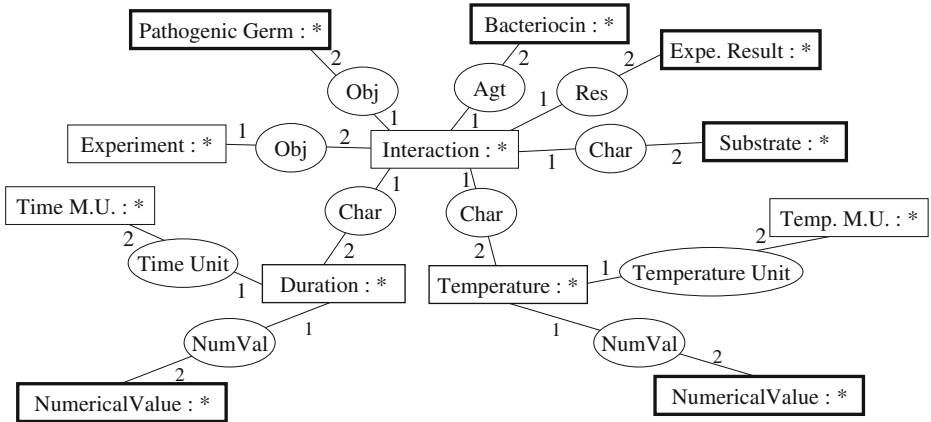 Pathogenic Germ : *
Bacteriocin : *
Expe. Result : *
2
2
2
Obj
Agt
Res
1
1
1
Experiment : *
1
Obj
2
Interaction : *
1
Char
2
Substrate : *
1
1
Time M.U. : *
Char
Char
Temp. M.U. : *
2
2
2
2
Time Unit
1
Duration : *
Temperature : *
1
Temperature Unit
1
1
NumVal
NumVal
2
2
NumericalValue : *
NumericalValue : *